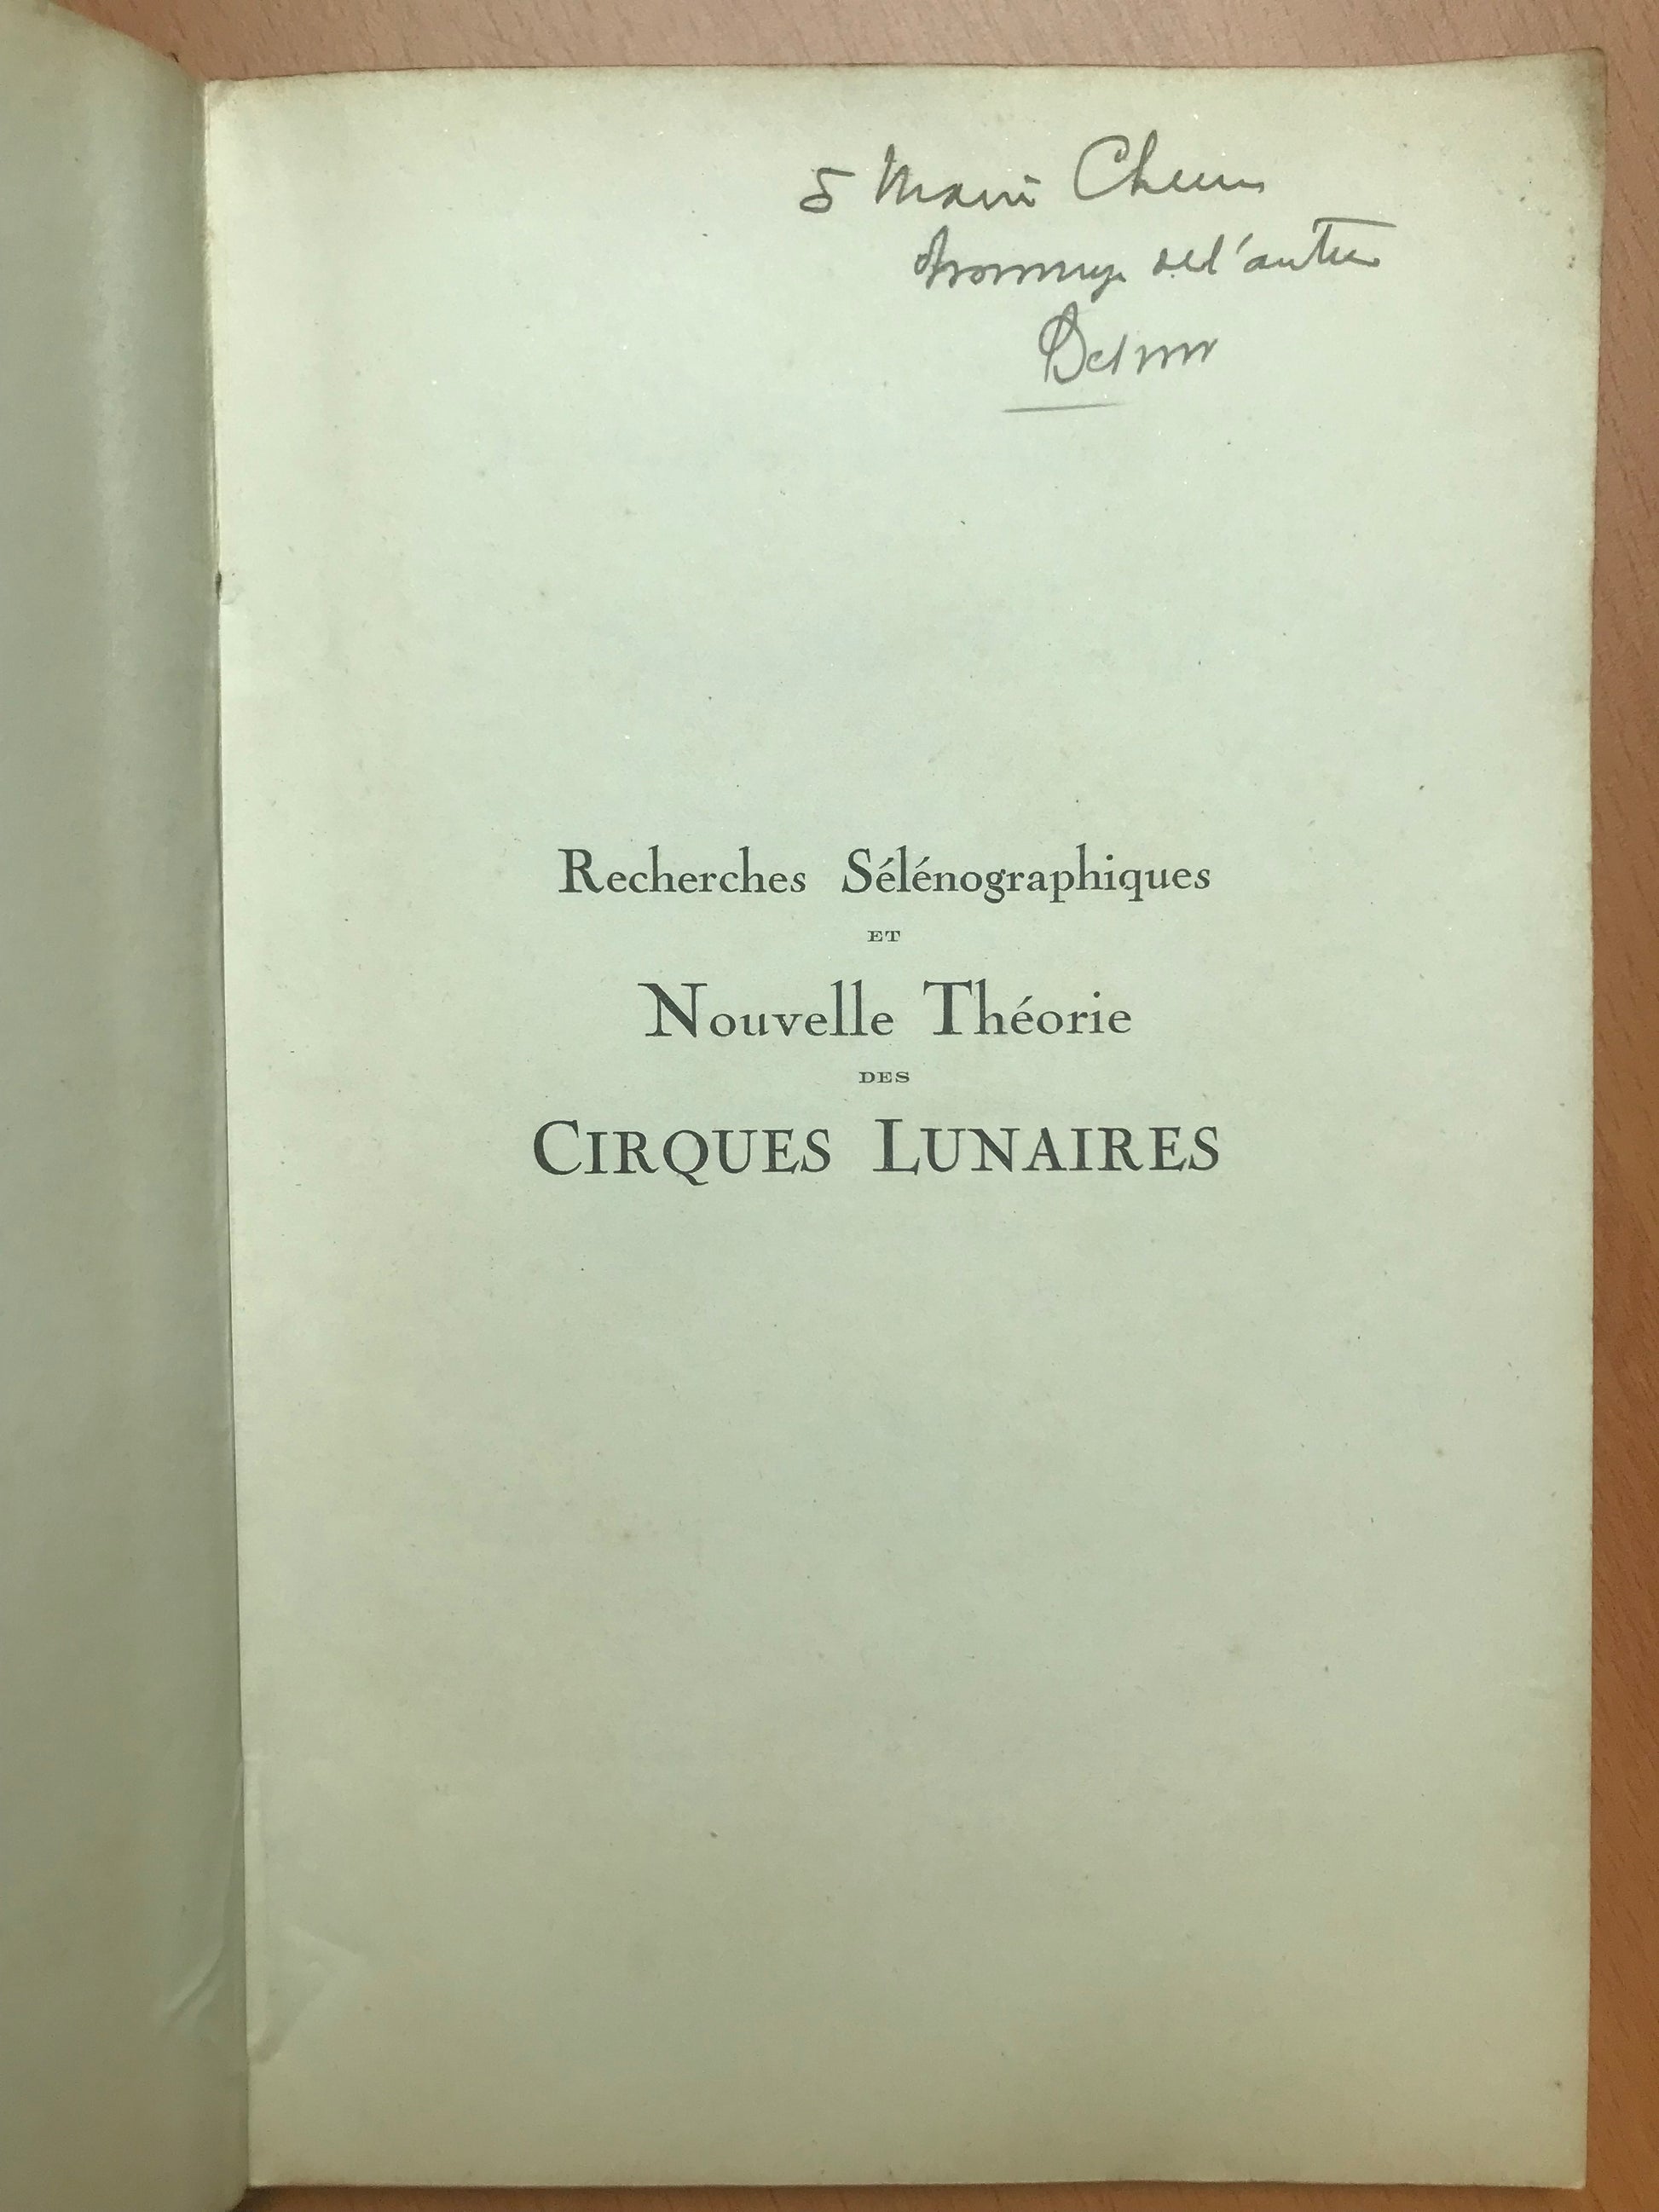 hommage de l'auteur
Recherches Sélénographiques
ET
Nouvelle Théorie
DES
CIRQUES LUNAIRES